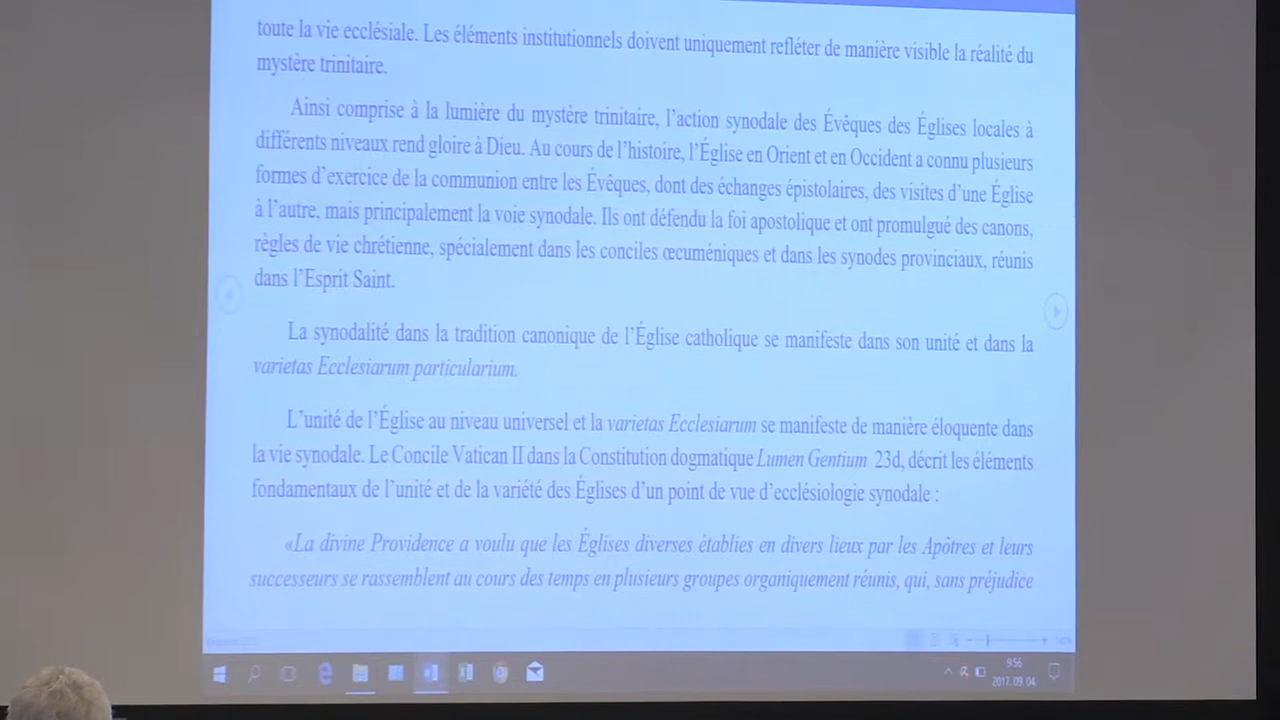 toute la vie ecclésiale. Les éléments institutionnels doivent uniquement refléter de manière visible la réalité du
mystère trinitaire.
Ainsi comprise à la lumière du mystère trinitaire, l'action synodale des Évêques des Églises locales à
différents niveaux rend gloire à Dieu. Au cours de l'histoire, l'Église en Orient et en Occident a connu plusieurs
formes d'exercice de la communion entre les Évêques, dont des échanges épistolaires, des visites d'une Église
à l'autre, mais principalement la voie synodale. Ils ont défendu la foi apostolique et ont promulgué des canons,
règles de vie chrétienne, spécialement dans les conciles œcuméniques et dans les synodes provinciaux, réunis
dans l'Esprit Saint.
La synodalité dans la tradition canonique de l'Église catholique se manifeste dans son unité et dans la
varietas Ecclesiarum particularium.
L'unité de l'Église au niveau universel et la varietas Ecclesiarum se manifeste de manière éloquente dans
la vie synodale. Le Concile Vatican II dans la Constitution dogmatique Lumen Gentium 23d, décrit les éléments
fondamentaux de l'unité et de la variété des Églises d'un point de vue d'ecclésiologie synodale :
«La divine Providence a voulu que les Églises diverses établies en divers lieux par les Apôtres et leurs
successeurs se rassemblent au cours des temps en plusieurs groupes organiquement réunis, qui, sans préjudice
9:56
2017. 09. 04.